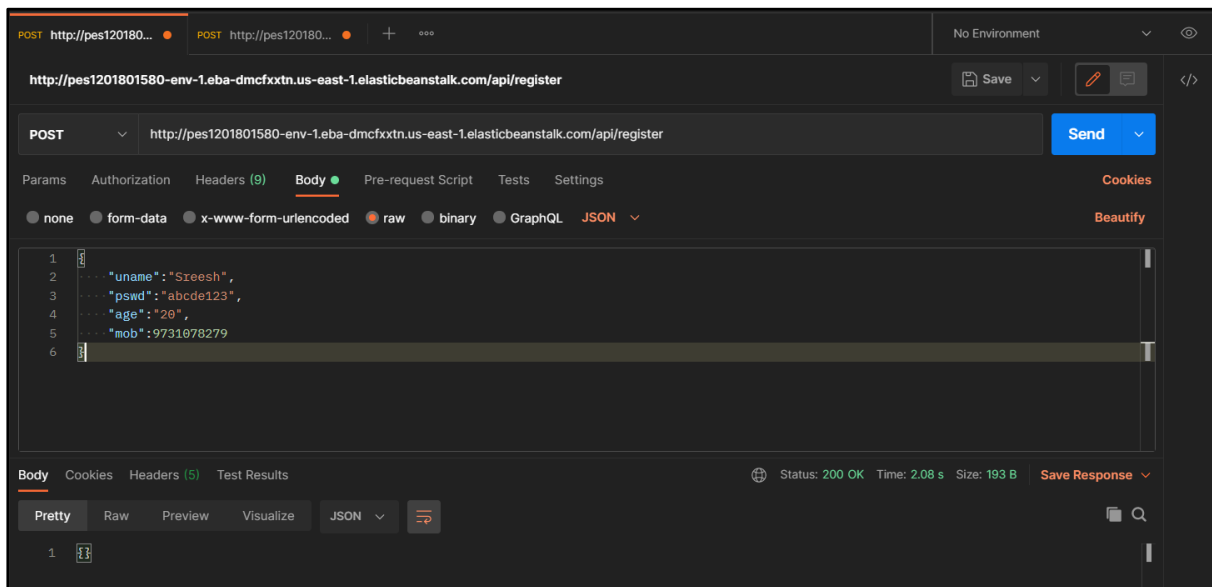 POST http://pes120180... POST http://pes120180... No Environment
http://pes1201801580-env-1.eba-dmcfxxtn.us-east-1.elasticbeanstalk.com/api/register Save
POST http://pes1201801580-env-1.eba-dmcfxxtn.us-east-1.elasticbeanstalk.com/api/register Send
Params Authorization Headers (9) Body Pre-request Script Tests Settings Cookies
none form-data x-www-form-urlencoded raw binary GraphQL JSON Beautify
1 {
2 "uname":"Sreesh",
3 "pswd":"abcde123",
4 "age":"20",
5 "mob":9731078279
6 }
Body Cookies Headers (5) Test Results Status: 200 OK Time: 2.08 s Size: 193 B Save Response
Pretty Raw Preview Visualize JSON
1 {}